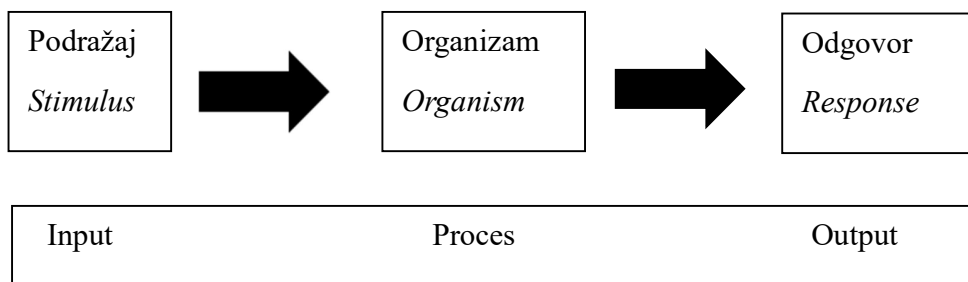 Podražaj
Stimulus
Organizam
Organism
Odgovor
Response
Input Proces Output